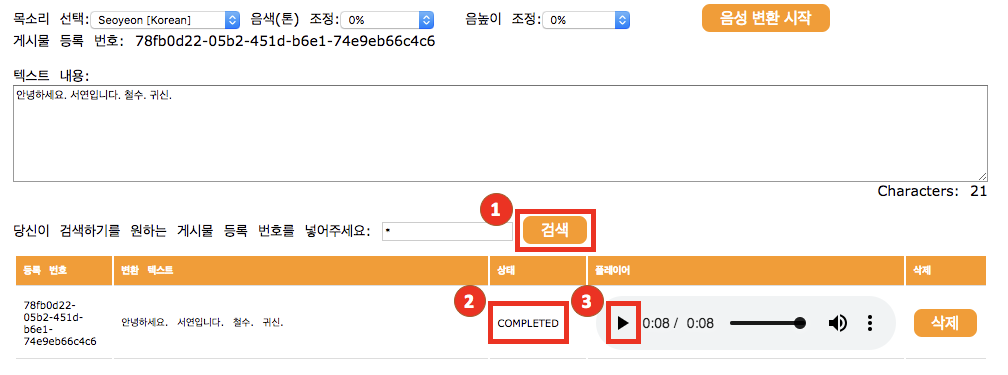 목소리 선택: Seoyeon [Korean] 음색(톤) 조정: 0% 음높이 조정: 0% 음성 변환 시작
게시물 등록 번호: 78fb0d22-05b2-451d-b6e1-74e9eb66c4c6
텍스트 내용:
안녕하세요. 서연입니다. 철수. 귀신.
Characters: 21
1
당신이 검색하기를 원하는 게시물 등록 번호를 넣어주세요: * 검색
등록 번호 변환 텍스트 상태 플레이어 삭제
2 3
78fb0d22-
05b2-451d-
b6e1-
74e9eb66c4c6
안녕하세요. 서연입니다. 철수. 귀신.
COMPLETED
0:08 / 0:08
삭제